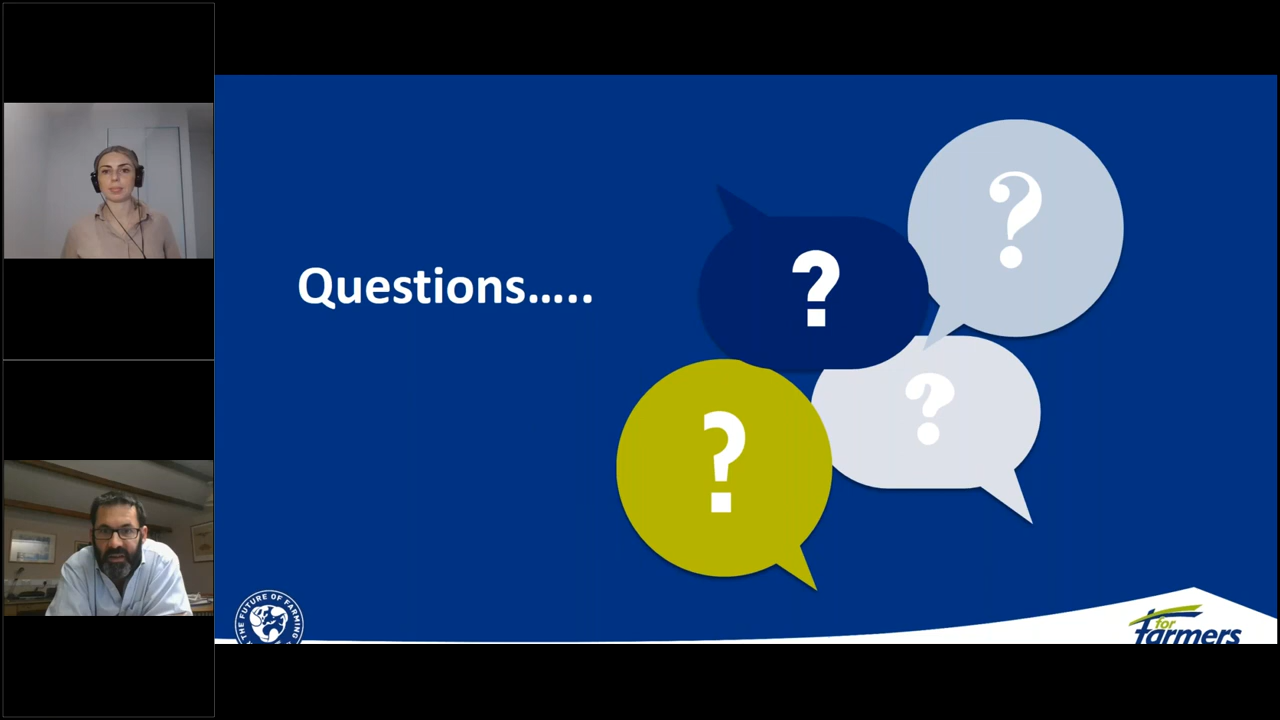 Questions.....
?
?
?
?
THE FUTURE OF FARMING
for
farmers